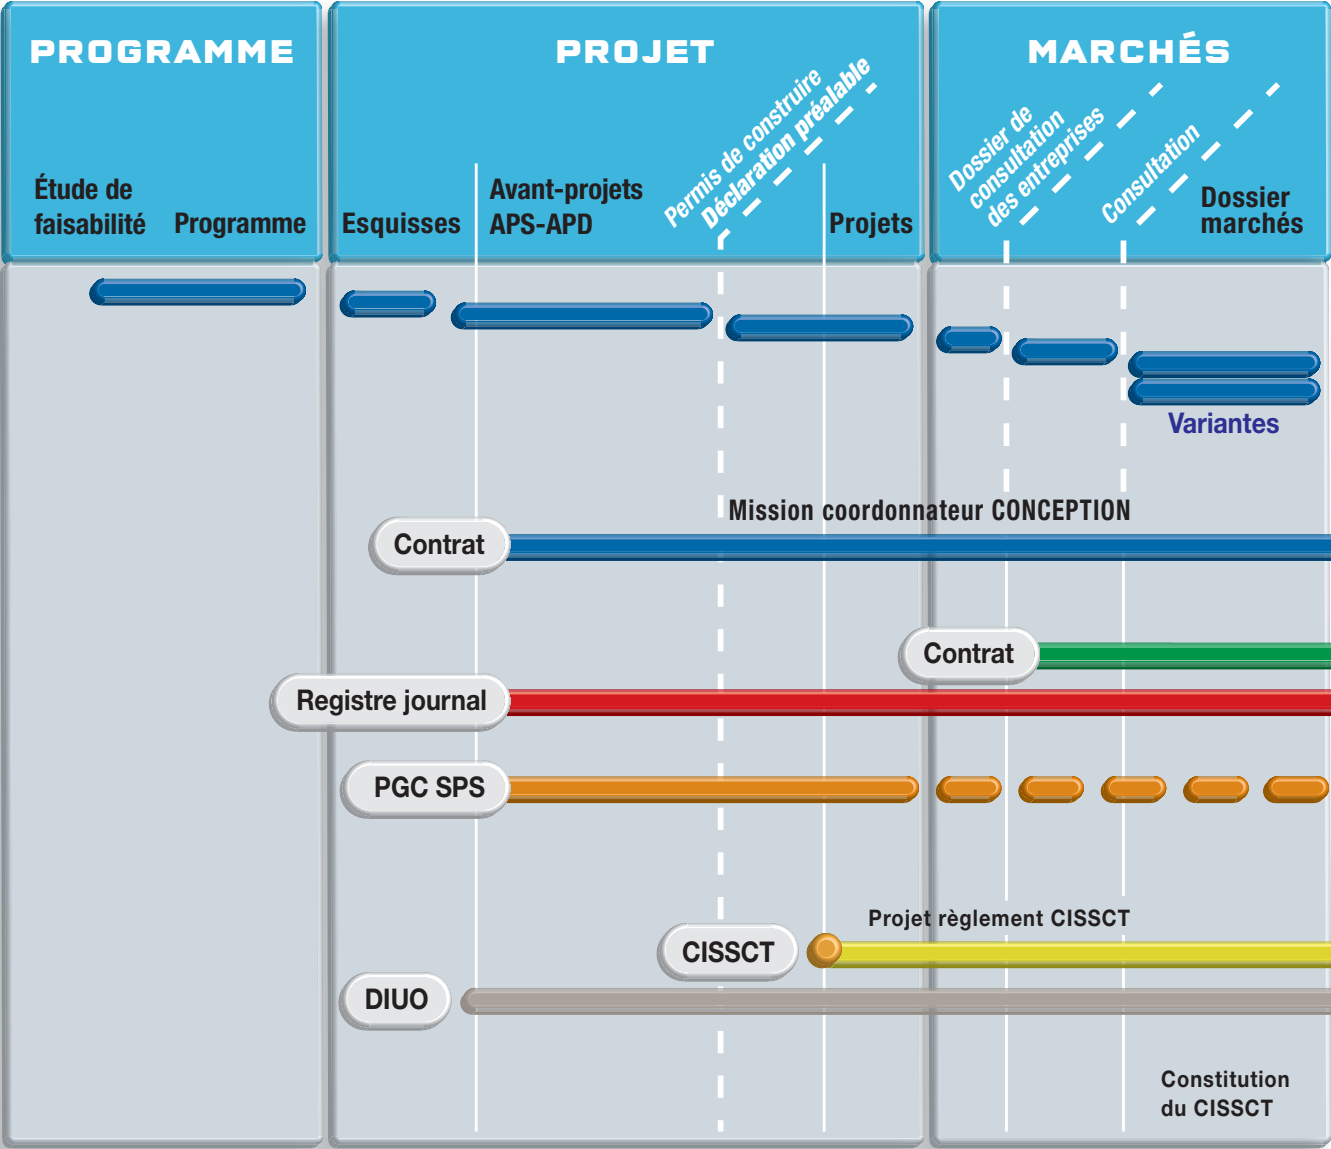 PROGRAMME
Étude de
faisabilité
Programme
PROJET
Esquisses
Avant-projets
APS-APD
Permis de construire
Déclaration préalable
Projets
MARCHÉS
Dossier de
consultation
des entreprises
Consultation
Dossier
marchés
Variantes
Mission coordonnateur CONCEPTION
Contrat
Contrat
Registre journal
PGC SPS
Projet règlement CISSCT
CISSCT
DIUO
Constitution
du CISSCT